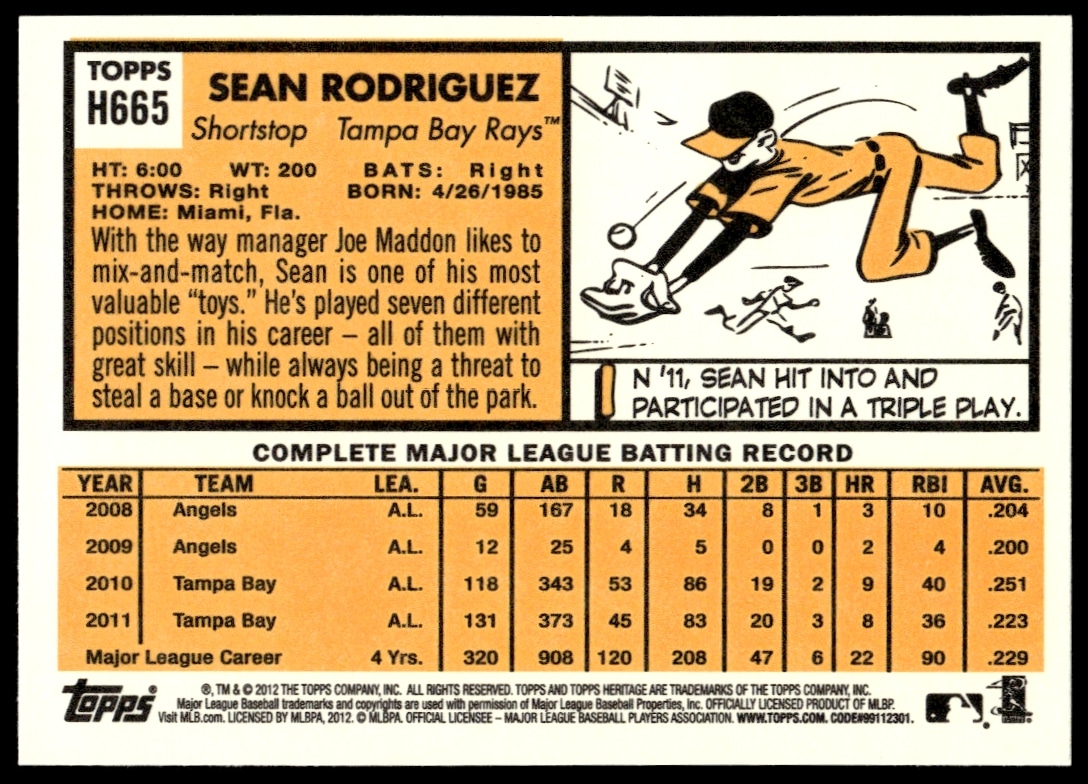 TOPPS
H665
SEAN RODRIGUEZ
Shortstop Tampa Bay Rays™
HT: 6:00 WT: 200 BATS: Right
THROWS: Right BORN: 4/26/1985
HOME: Miami, Fla.
With the way manager Joe Maddon likes to
mix-and-match, Sean is one of his most
valuable “toys.” He's played seven different
positions in his career – all of them with
great skill – while always being a threat to
steal a base or knock a ball out of the park.
IN '11, SEAN HIT INTO AND
PARTICIPATED IN A TRIPLE PLAY.
COMPLETE MAJOR LEAGUE BATTING RECORD
YEAR TEAM LEA. G AB R H 2B 3B HR RBI AVG.
2008 Angels A.L. 59 167 18 34 8 1 3 10 .204
2009 Angels A.L. 12 25 4 5 0 0 2 4 .200
2010 Tampa Bay A.L. 118 343 53 86 19 2 9 40 .251
2011 Tampa Bay A.L. 131 373 45 83 20 3 8 36 .223
Major League Career 4 Yrs. 320 908 120 208 47 6 22 90 .229
topps®
®, TM & © 2012 THE TOPPS COMPANY, INC. ALL RIGHTS RESERVED. TOPPS AND TOPPS HERITAGE ARE TRADEMARKS OF THE TOPPS COMPANY, INC.
Major League Baseball trademarks and copyrights are used with permission of Major League Baseball Properties, Inc. OFFICIALLY LICENSED PRODUCT OF MLBP.
Visit MLB.com. LICENSED BY MLBPA, 2012. © MLBPA. OFFICIAL LICENSEE – MAJOR LEAGUE BASEBALL PLAYERS ASSOCIATION. WWW.TOPPS.COM. CODE#99112301.